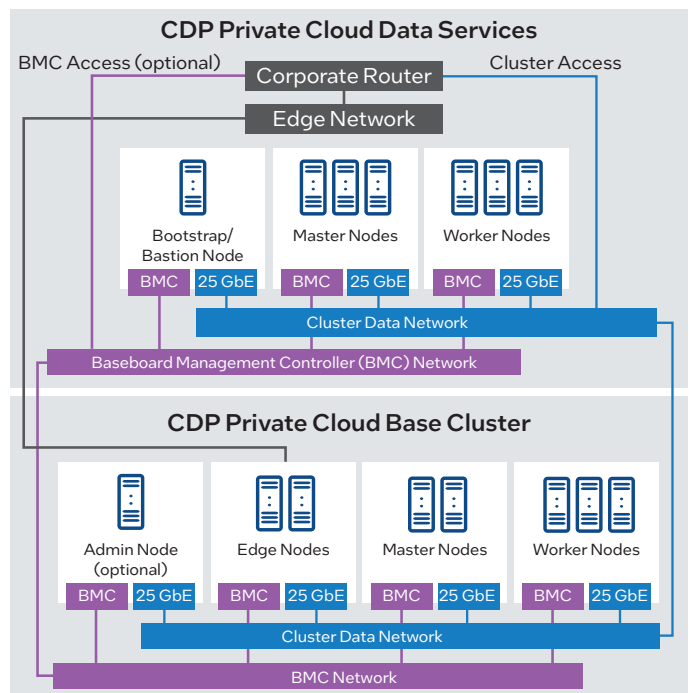 CDP Private Cloud Data Services
BMC Access (optional)
Corporate Router
Cluster Access
Edge Network
Bootstrap/
Bastion Node
Master Nodes
Worker Nodes
BMC
25 GbE
BMC
25 GbE
BMC
25 GbE
Cluster Data Network
Baseboard Management Controller (BMC) Network
CDP Private Cloud Base Cluster
Admin Node
(optional)
Edge Nodes
Master Nodes
Worker Nodes
BMC
25 GbE
BMC
25 GbE
BMC
25 GbE
BMC
25 GbE
Cluster Data Network
BMC Network